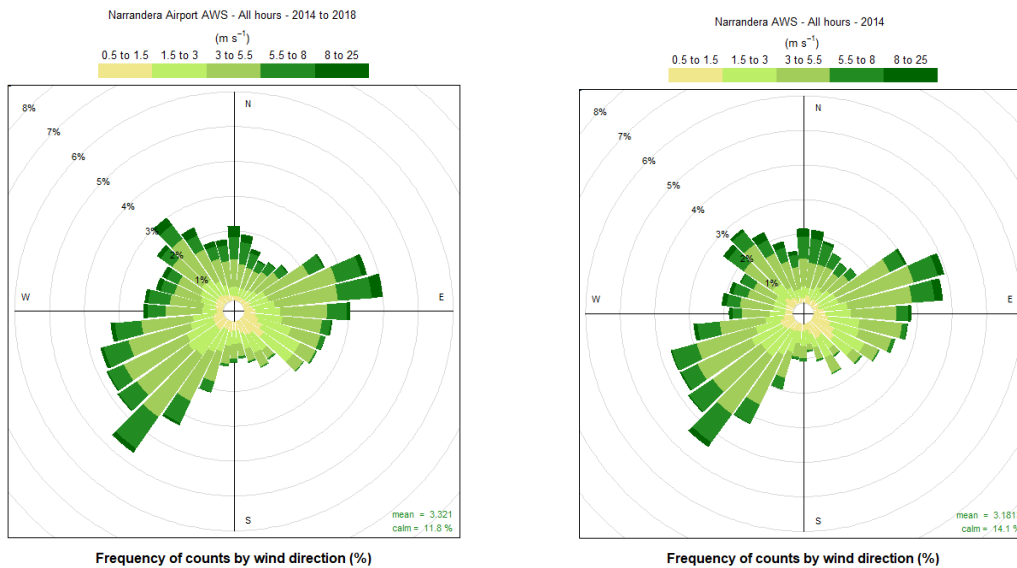 Narrandera Airport AWS - All hours - 2014 to 2018
(m s⁻¹)
0.5 to 1.5 1.5 to 3 3 to 5.5 5.5 to 8 8 to 25
8%
7%
6%
5%
4%
3%
2%
1%
N
W
E
S
mean = 3.321
calm = 11.8 %
Frequency of counts by wind direction (%)
Narrandera AWS - All hours - 2014
(m s⁻¹)
0.5 to 1.5 1.5 to 3 3 to 5.5 5.5 to 8 8 to 25
8%
7%
6%
5%
4%
3%
2%
1%
N
W
E
S
mean = 3.181
calm = 14.1 %
Frequency of counts by wind direction (%)